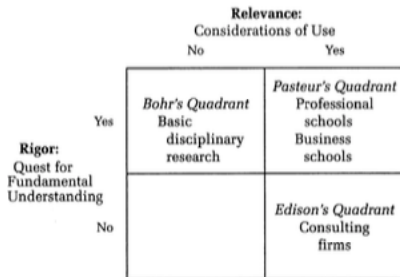 Relevance:
Considerations of Use
No Yes
Bohr's Quadrant
Basic
disciplinary
research
Pasteur's Quadrant
Professional
schools
Business
schools
Yes
Rigor:
Quest for
Fundamental
Understanding
No
Edison's Quadrant
Consulting
firms